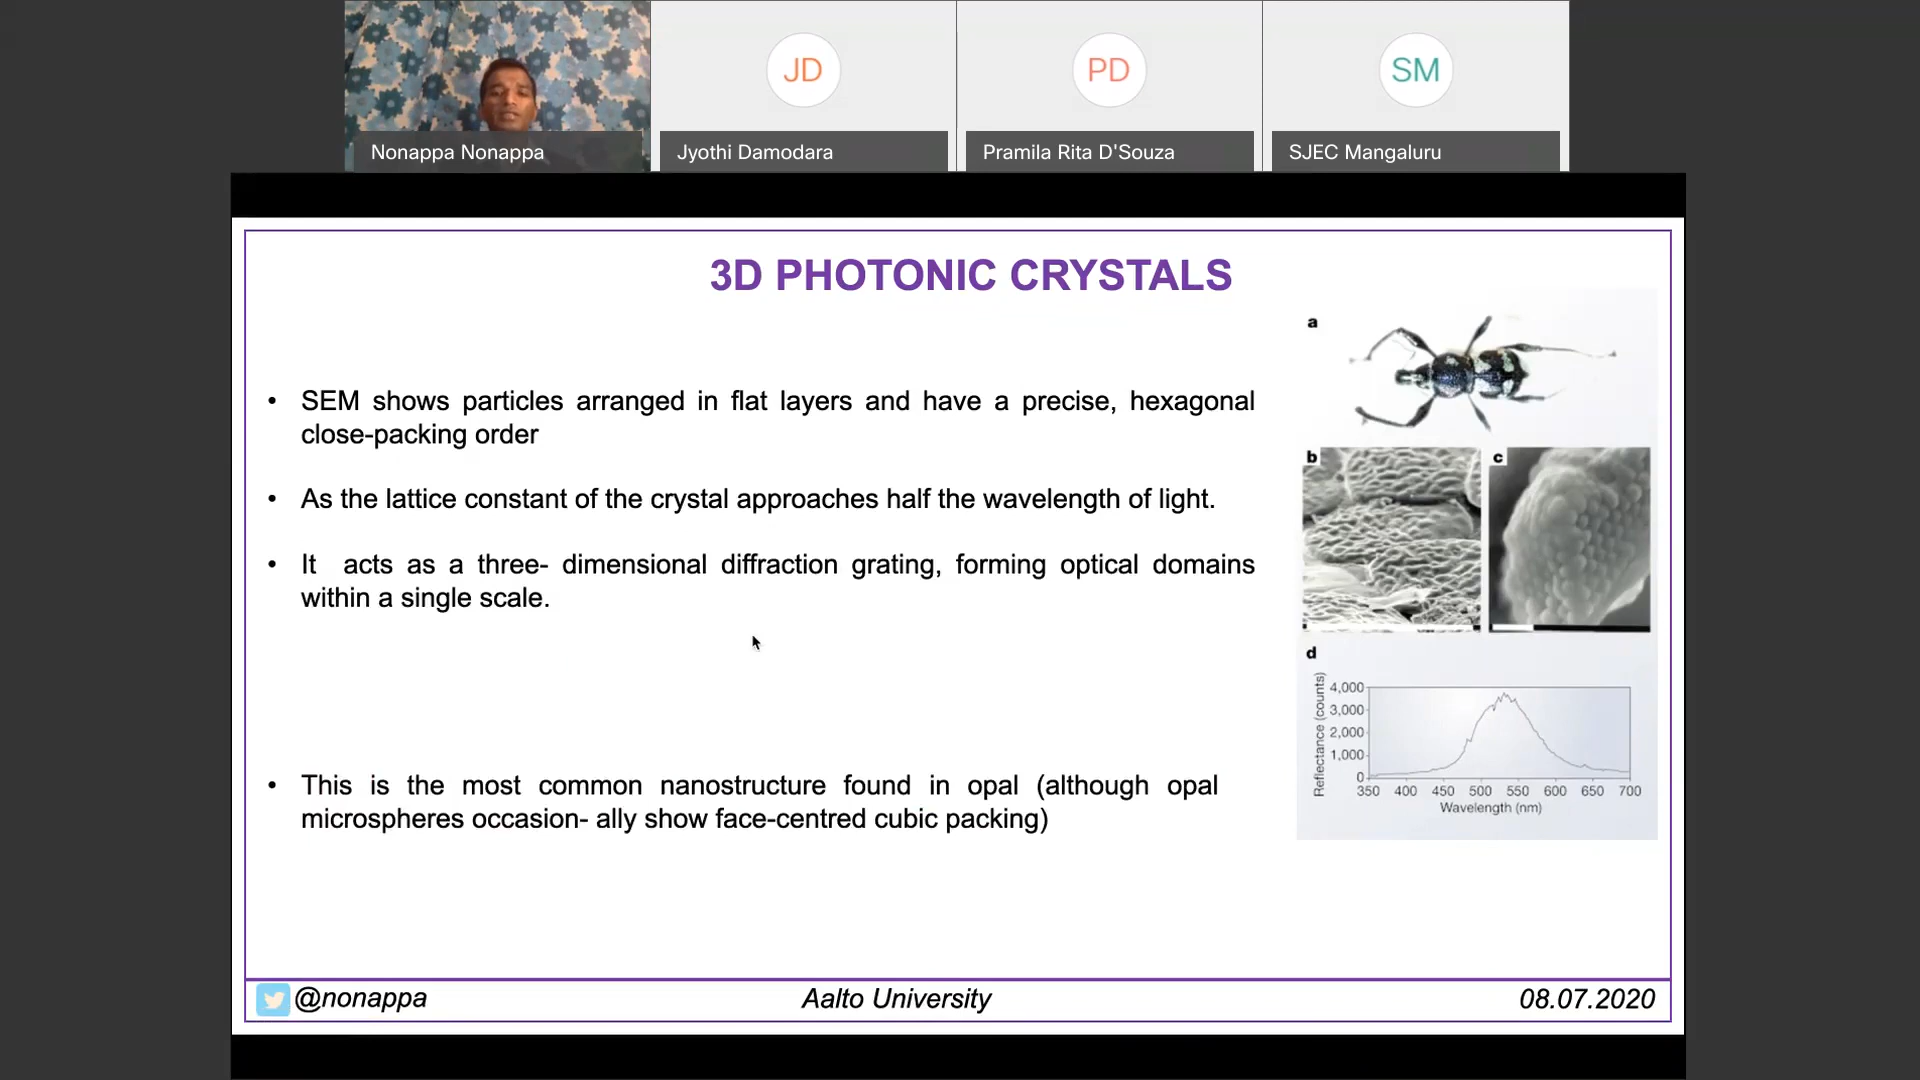 JD
PD
SM
Nonappa Nonappa
Jyothi Damodara
Pramila Rita D'Souza
SJEC Mangaluru
3D PHOTONIC CRYSTALS
• SEM shows particles arranged in flat layers and have a precise, hexagonal
close-packing order
• As the lattice constant of the crystal approaches half the wavelength of light.
• It acts as a three- dimensional diffraction grating, forming optical domains
within a single scale.
• This is the most common nanostructure found in opal (although opal
microspheres occasion- ally show face-centred cubic packing)
a
b
c
d
Reflectance (counts)
4,000
3,000
2,000
1,000
0
350 400 450 500 550 600 650 700
Wavelength (nm)
@nonappa
Aalto University
08.07.2020